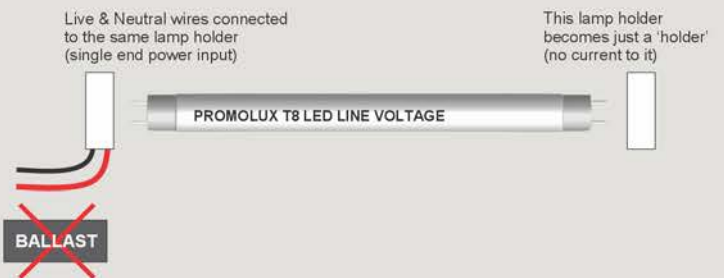 Live & Neutral wires connected
to the same lamp holder
(single end power input)
This lamp holder
becomes just a ‘holder’
(no current to it)
PROMOLUX T8 LED LINE VOLTAGE
BALLAST